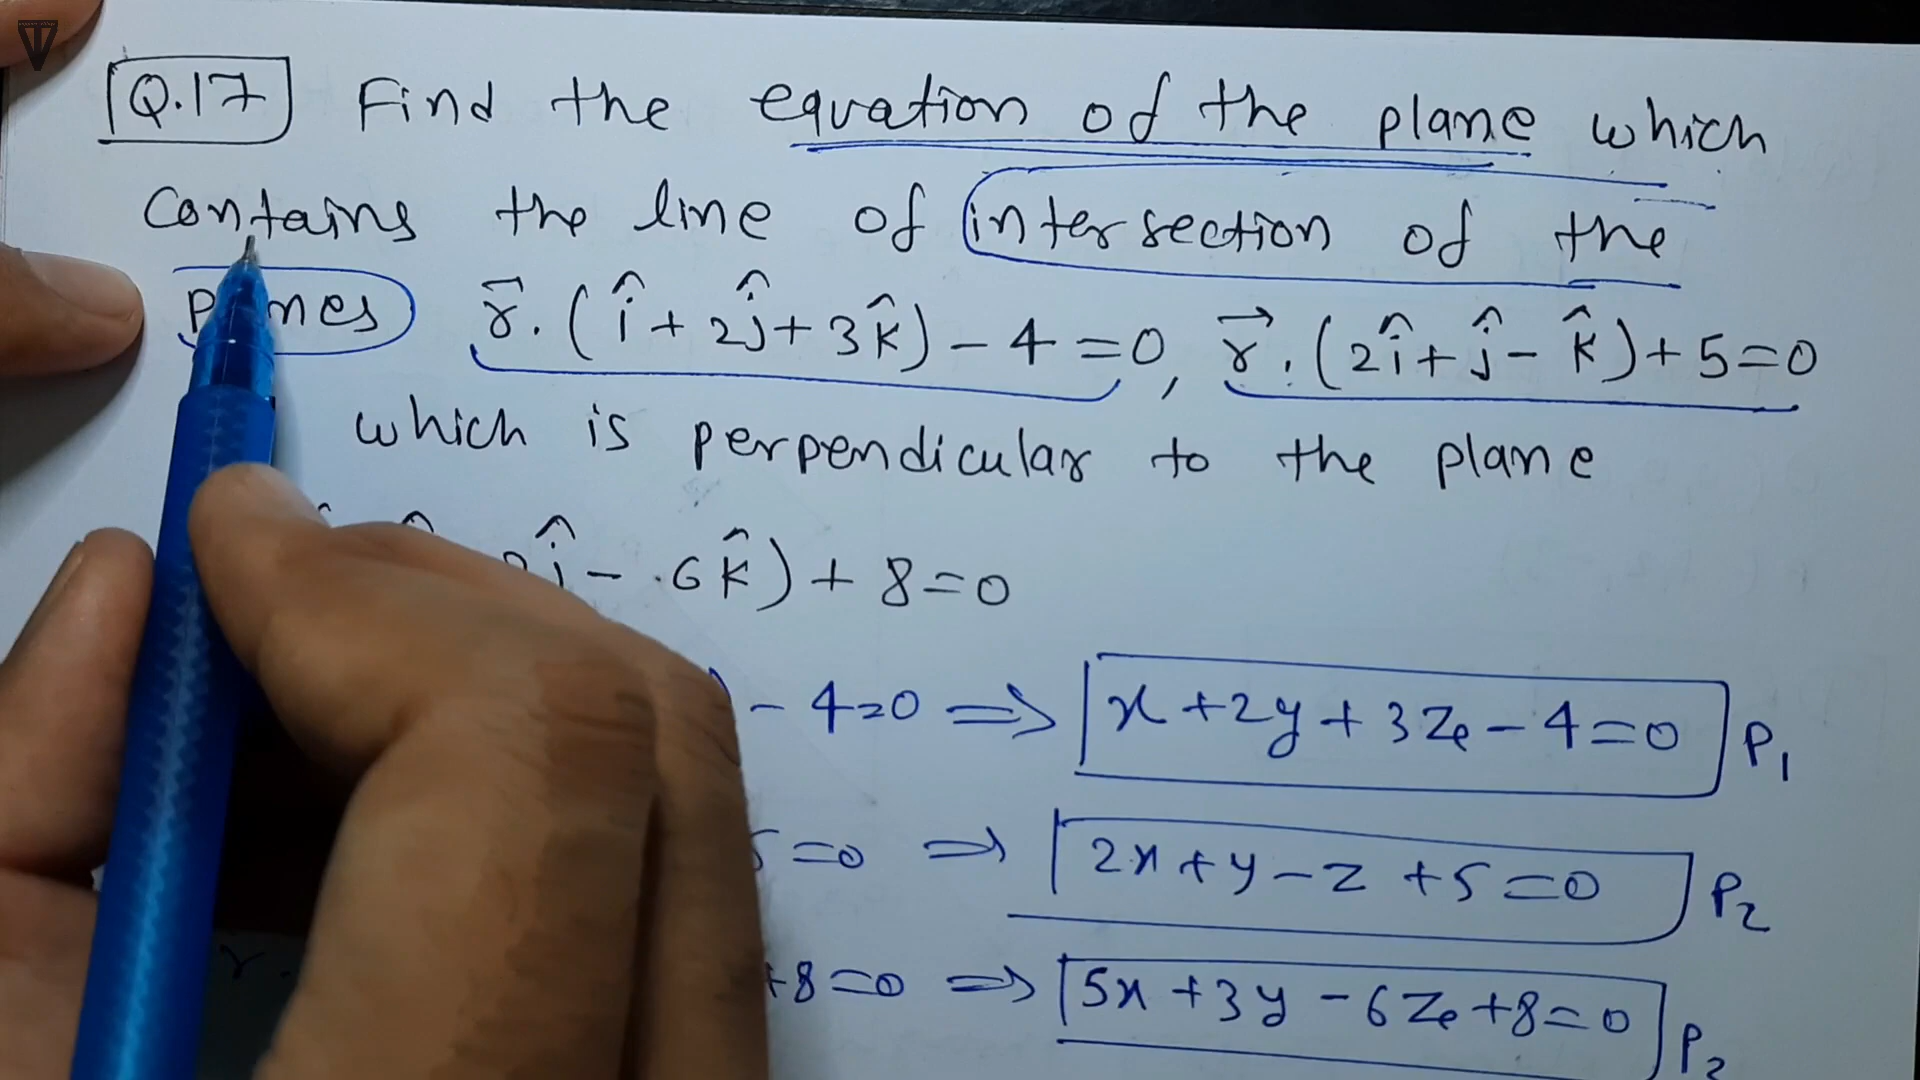 Q.17 Find the equation of the plane which
contains the line of intersection of the
r⃗.(î+2ĵ+3k̂)-4=0, r⃗.(2î+ĵ-k̂)+5=0
which is perpendicular to the plane
ĵ-6k̂)+8=0
-4=0 ⇒ x+2y+3z-4=0 P₁
=0 ⇒ 2x+y-z+5=0 P₂
+8=0 ⇒ 5x+3y-6z+8=0